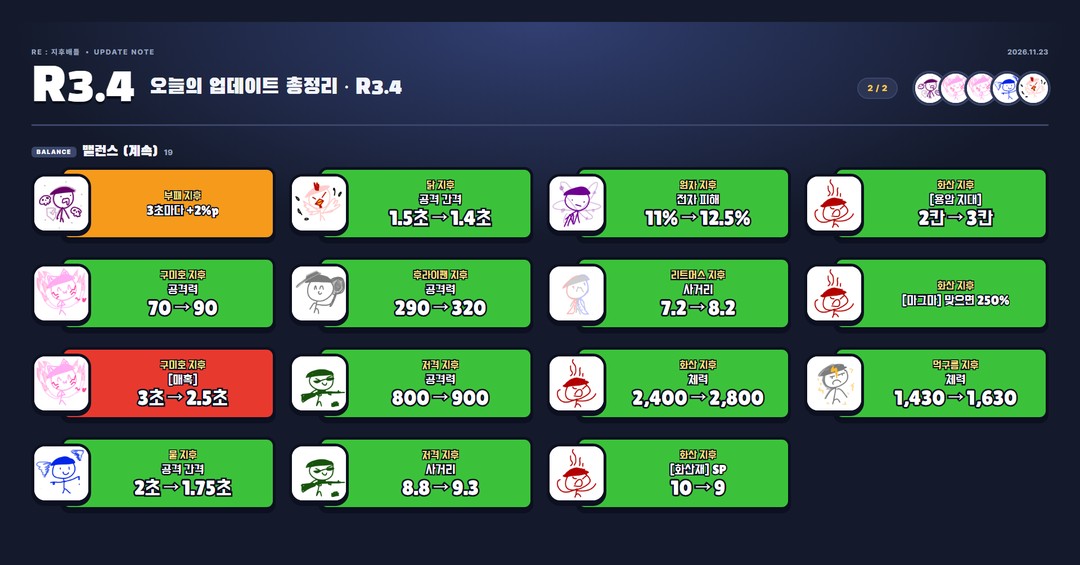 RE : 지후배틀 • UPDATE NOTE
2026.11.23
R3.4 오늘의 업데이트 총정리 · R3.4
2 / 2
BALANCE 밸런스 (계속) 19
부패 지후
3초마다 +2%p
닭 지후
공격 간격
1.5초 → 1.4초
원자 지후
전자 피해
11% → 12.5%
화산 지후
[용암 지대]
2칸 → 3칸
구미호 지후
공격력
70 → 90
후라이팬 지후
공격력
290 → 320
리트머스 지후
사거리
7.2 → 8.2
화산 지후
[마그마] 맞으면 250%
구미호 지후
[매혹]
3초 → 2.5초
저격 지후
공격력
800 → 900
화산 지후
체력
2,400 → 2,800
먹구름 지후
체력
1,430 → 1,630
물 지후
공격 간격
2초 → 1.75초
저격 지후
사거리
8.8 → 9.3
화산 지후
[화산재] SP
10 → 9